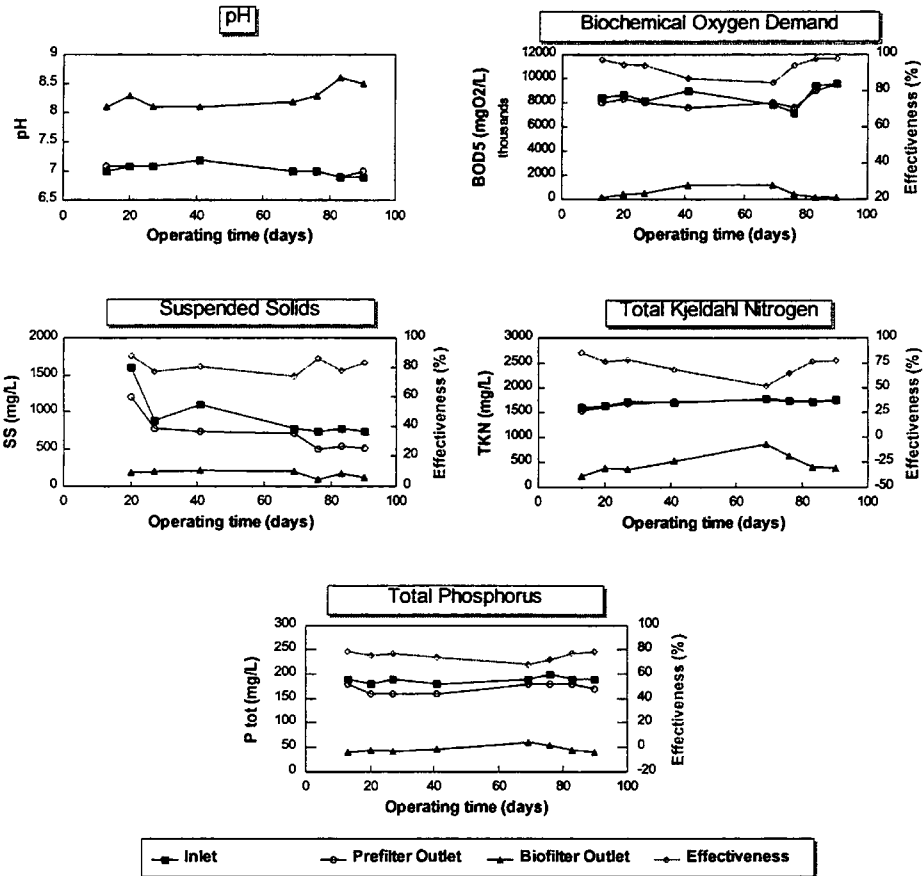 pH
9
8.5
8
7.5
7
6.5
pH
0 20 40 60 80 100
Operating time (days)
Biochemical Oxygen Demand
12000
10000
8000
6000
4000
2000
0
BOD5 (mgO2/L)
thousands
100
80
60
40
20
Effectiveness (%)
0 20 40 60 80 100
Operating time (days)
Suspended Solids
2000
1500
1000
500
0
SS (mg/L)
100
80
60
40
20
0
Effectiveness (%)
0 20 40 60 80 100
Operating time (days)
Total Kjeldahl Nitrogen
3000
2500
2000
1500
1000
500
0
TKN (mg/L)
100
75
50
25
0
-25
-50
Effectiveness (%)
0 20 40 60 80 100
Operating time (days)
Total Phosphorus
300
250
200
150
100
50
0
P tot (mg/L)
100
80
60
40
20
0
-20
Effectiveness (%)
0 20 40 60 80 100
Operating time (days)
Inlet Prefilter Outlet Biofilter Outlet Effectiveness